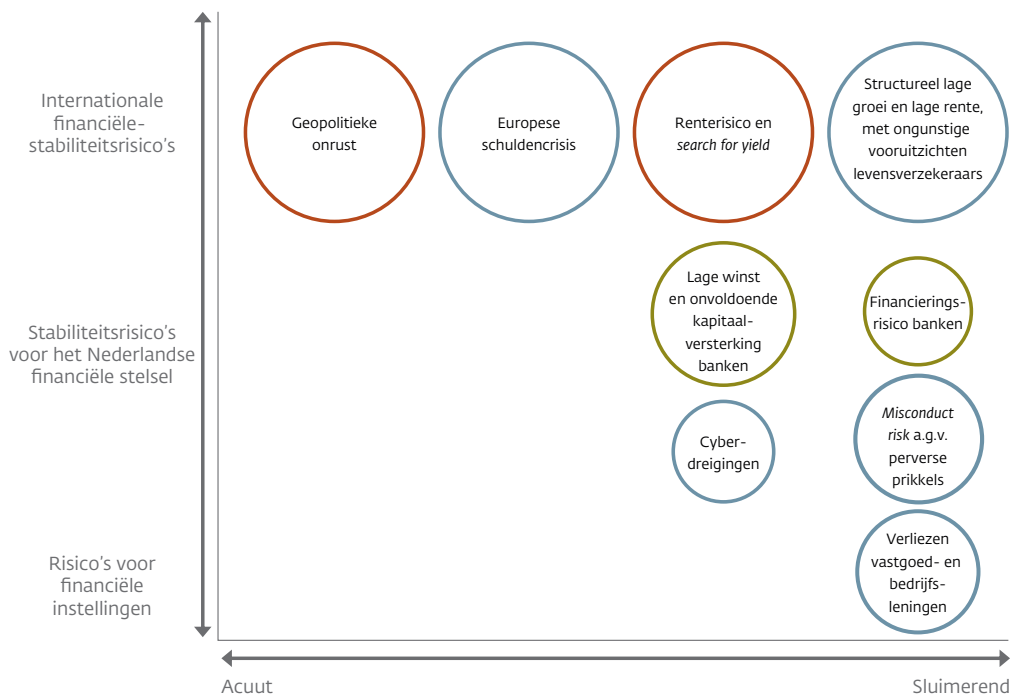 Internationale
financiële-
stabiliteitsrisico's
Geopolitieke
onrust
Europese
schuldencrisis
Renterisico en
search for yield
Structureel lage
groei en lage rente,
met ongunstige
vooruitzichten
levensverzekeraars
Stabiliteitsrisico's
voor het Nederlandse
financiële stelsel
Lage winst
en onvoldoende
kapitaal-
versterking
banken
Financierings-
risico banken
Cyber-
dreigingen
Misconduct
risk a.g.v.
perverse
prikkels
Risico's voor
financiële
instellingen
Verliezen
vastgoed- en
bedrijfs-
leningen
Acuut
Sluimerend